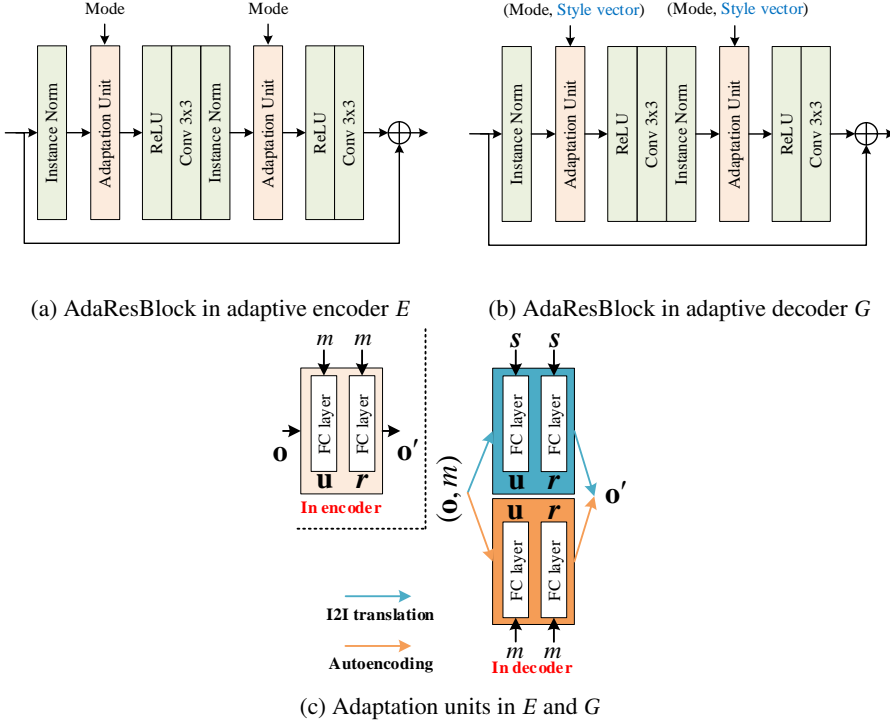 Mode
Mode
Instance Norm
Adaptation Unit
ReLU
Conv 3x3
Instance Norm
Adaptation Unit
ReLU
Conv 3x3
(a) AdaResBlock in adaptive encoder E
(Mode, Style vector)
(Mode, Style vector)
Instance Norm
Adaptation Unit
ReLU
Conv 3x3
Instance Norm
Adaptation Unit
ReLU
Conv 3x3
(b) AdaResBlock in adaptive decoder G
m
m
FC layer
FC layer
o
o′
u
r
In encoder
s
s
FC layer
FC layer
u
r
(o, m)
o′
u
r
FC layer
FC layer
m
m
In decoder
I2I translation
Autoencoding
(c) Adaptation units in E and G